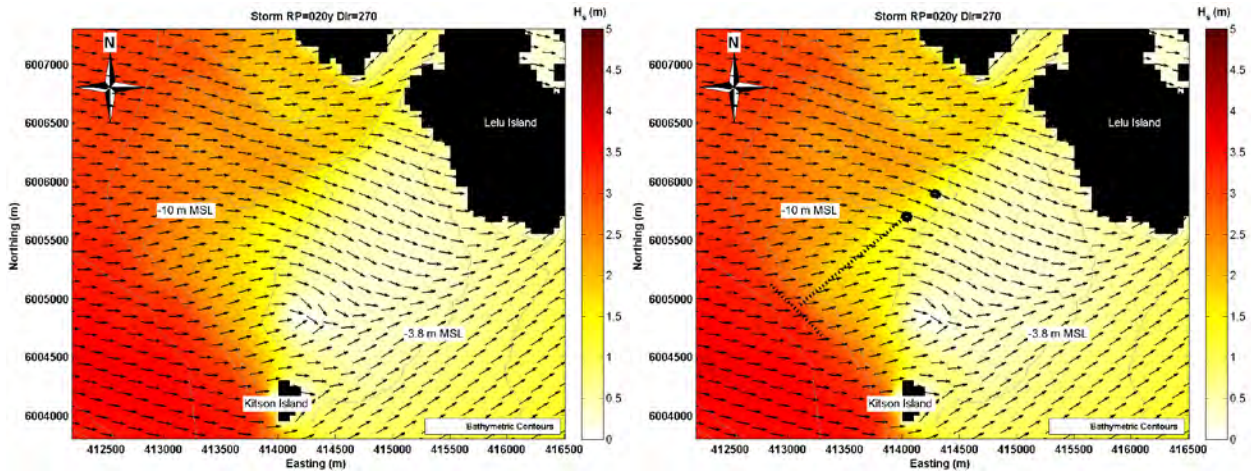 Storm RP=020y Dir=270
H_s (m)
N
5
4.5
4
3.5
3
2.5
2
1.5
1
0.5
0
6007000
6006500
6006000
6005500
6005000
6004500
6004000
Northing (m)
Lelu Island
-10 m MSL
-3.8 m MSL
Kitson Island
Bathymetric Contours
412500 413000 413500 414000 414500 415000 415500 416000 416500
Easting (m)
Storm RP=020y Dir=270
H_s (m)
N
5
4.5
4
3.5
3
2.5
2
1.5
1
0.5
0
6007000
6006500
6006000
6005500
6005000
6004500
6004000
Northing (m)
Lelu Island
-10 m MSL
-3.8 m MSL
Kitson Island
Bathymetric Contours
412500 413000 413500 414000 414500 415000 415500 416000 416500
Easting (m)